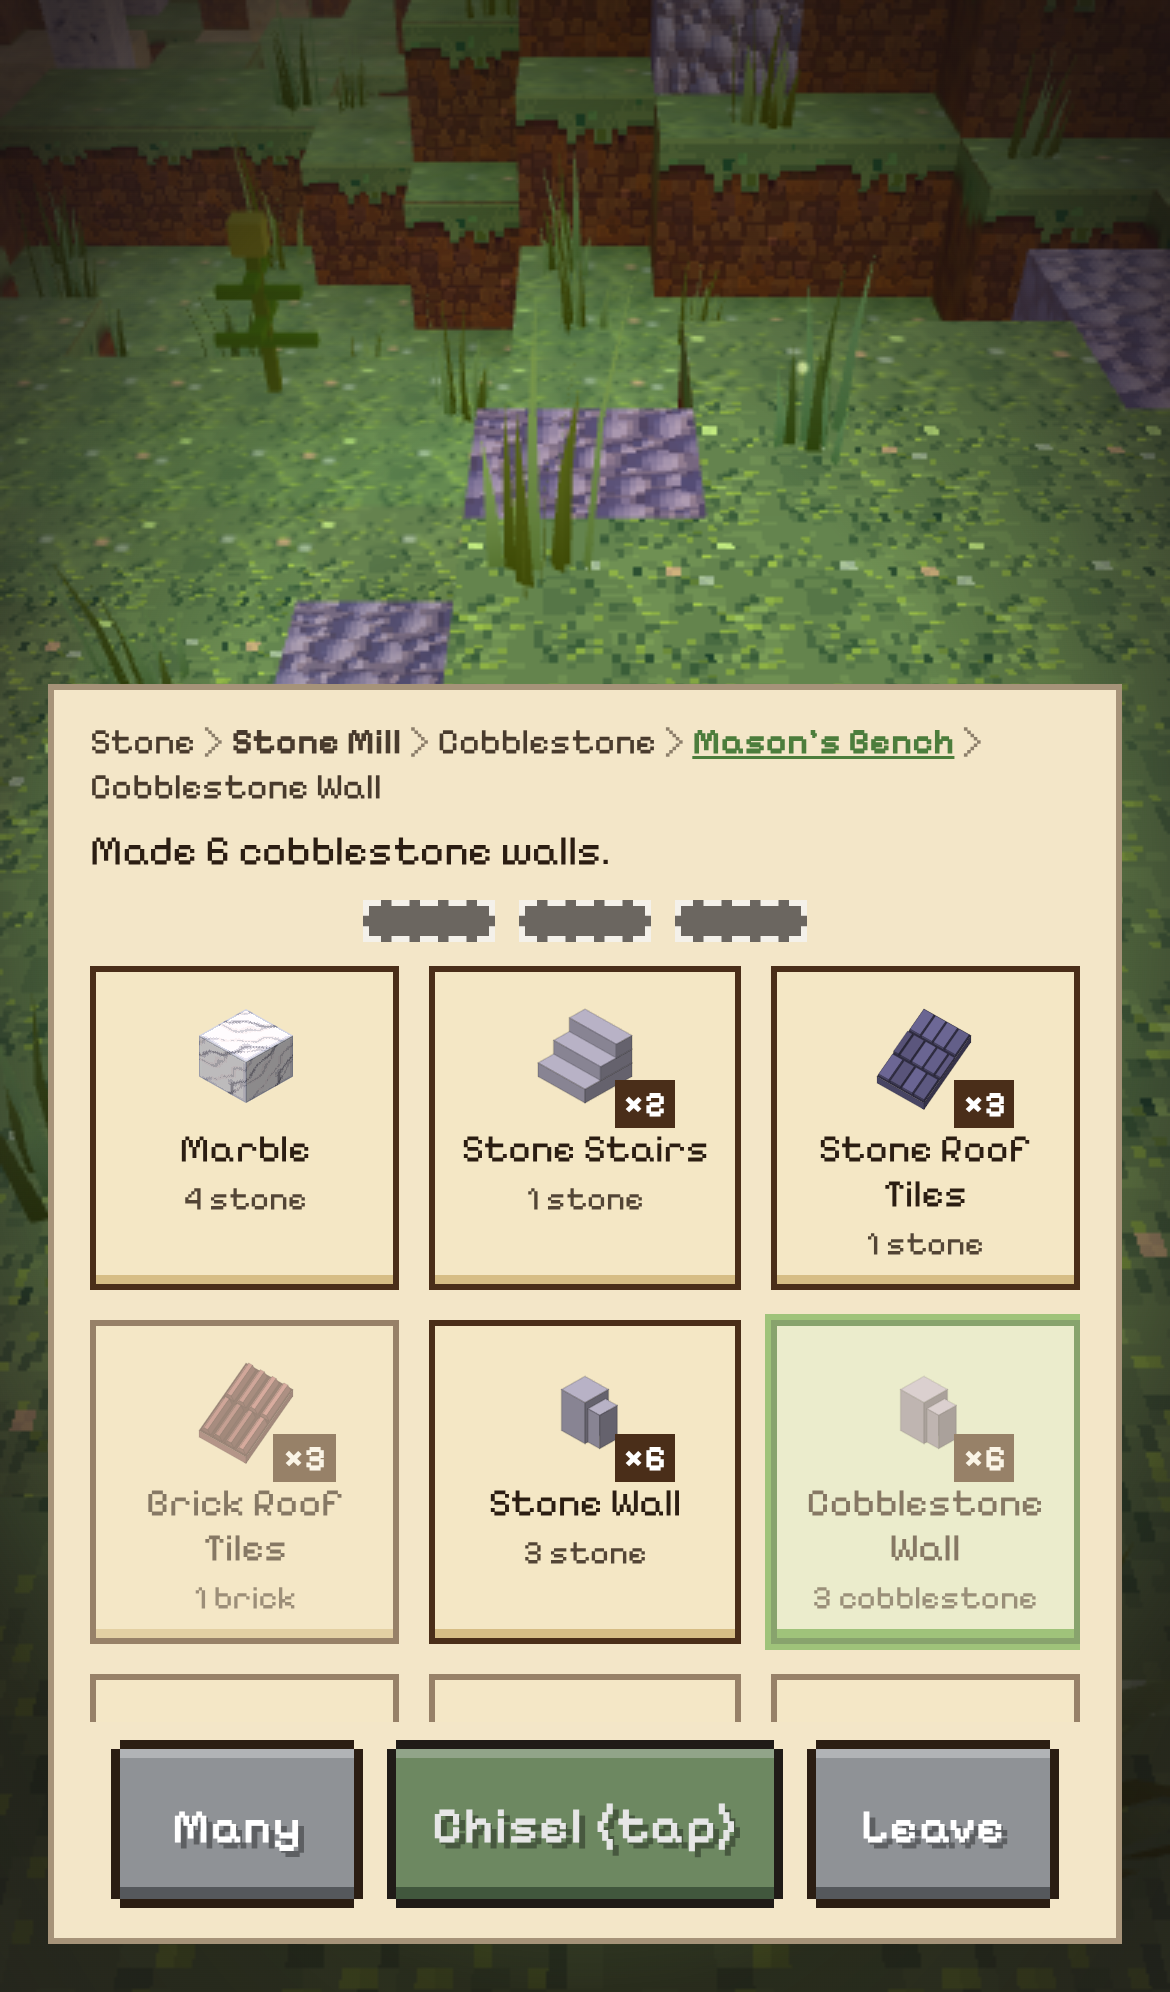 Stone > Stone Mill > Cobblestone > Mason's Bench >
Cobblestone Wall
Made 6 cobblestone walls.
Marble
4 stone
×2
Stone Stairs
1 stone
×3
Stone Roof
Tiles
1 stone
×3
Brick Roof
Tiles
1 brick
×6
Stone Wall
3 stone
×6
Cobblestone
Wall
3 cobblestone
Many
Chisel (tap)
Leave